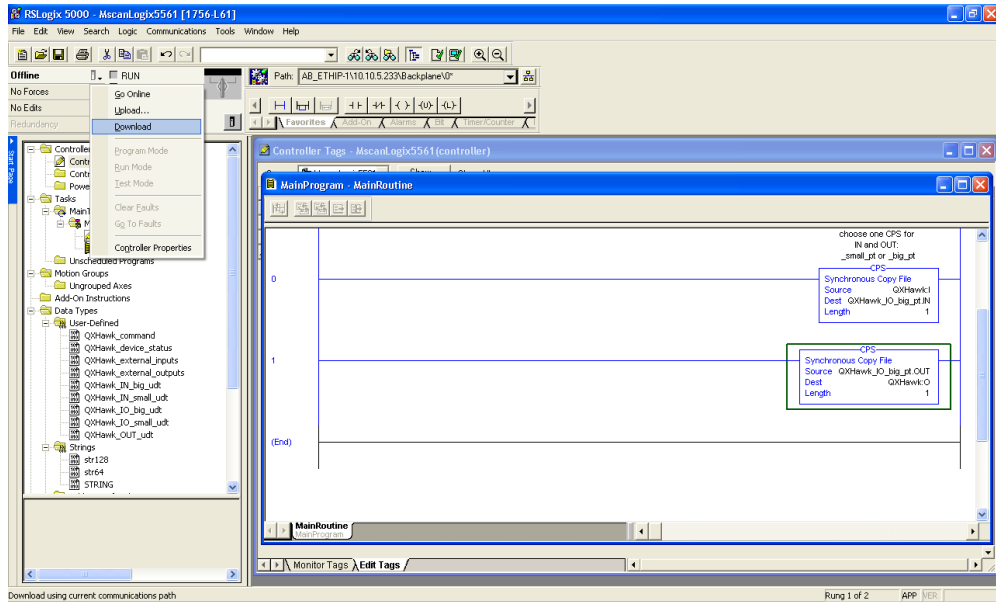 RSLogix 5000 - MscanLogix5561 [1756-L61]
File Edit View Search Logic Communications Tools Window Help
Offline RUN
No Forces
No Edits
Redundancy
Path: AB_ETHIP-1\10.10.5.233\Backplane\0*
Favorites Add-On Alarms Bit Timer/Counter
Go Online
Upload...
Download
Program Mode
Run Mode
Test Mode
Clear Faults
Go To Faults
Controller Properties
Start Page
Controller
Contr
Contr
Powe
Tasks
MainT
M
Unscheduled Programs
Motion Groups
Ungrouped Axes
Add-On Instructions
Data Types
User-Defined
QXHawk_command
QXHawk_device_status
QXHawk_external_inputs
QXHawk_external_outputs
QXHawk_IN_big_udt
QXHawk_IN_small_udt
QXHawk_IO_big_udt
QXHawk_IO_small_udt
QXHawk_OUT_udt
Strings
str128
str64
STRING
Controller Tags - MscanLogix5561(controller)
MainProgram - MainRoutine
choose one CPS for
IN and OUT:
_small_pt or _big_pt
0
CPS
Synchronous Copy File
Source QXHawk:I
Dest QXHawk_IO_big_pt.IN
Length 1
1
CPS
Synchronous Copy File
Source QXHawk_IO_big_pt.OUT
Dest QXHawk:O
Length 1
(End)
MainRoutine
MainProgram
Monitor Tags Edit Tags
Download using current communications path
Rung 1 of 2 APP VER